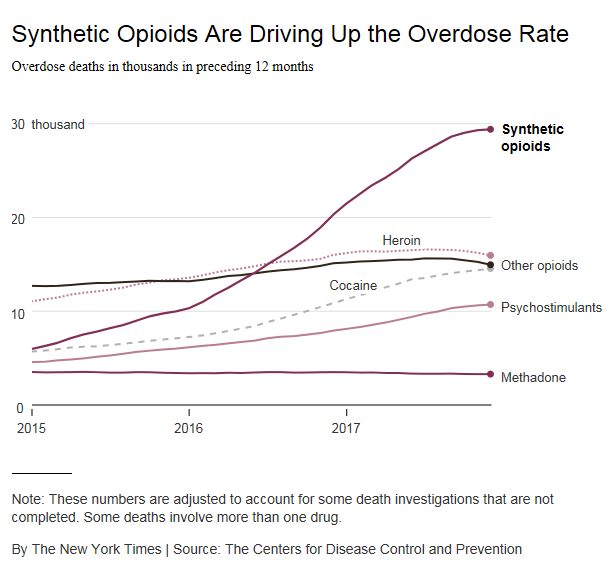 Synthetic Opioids Are Driving Up the Overdose Rate
Overdose deaths in thousands in preceding 12 months
30 thousand
Synthetic
opioids
20
Heroin
Other opioids
Cocaine
Psychostimulants
10
Methadone
0
2015 2016 2017
Note: These numbers are adjusted to account for some death investigations that are not
completed. Some deaths involve more than one drug.
By The New York Times | Source: The Centers for Disease Control and Prevention